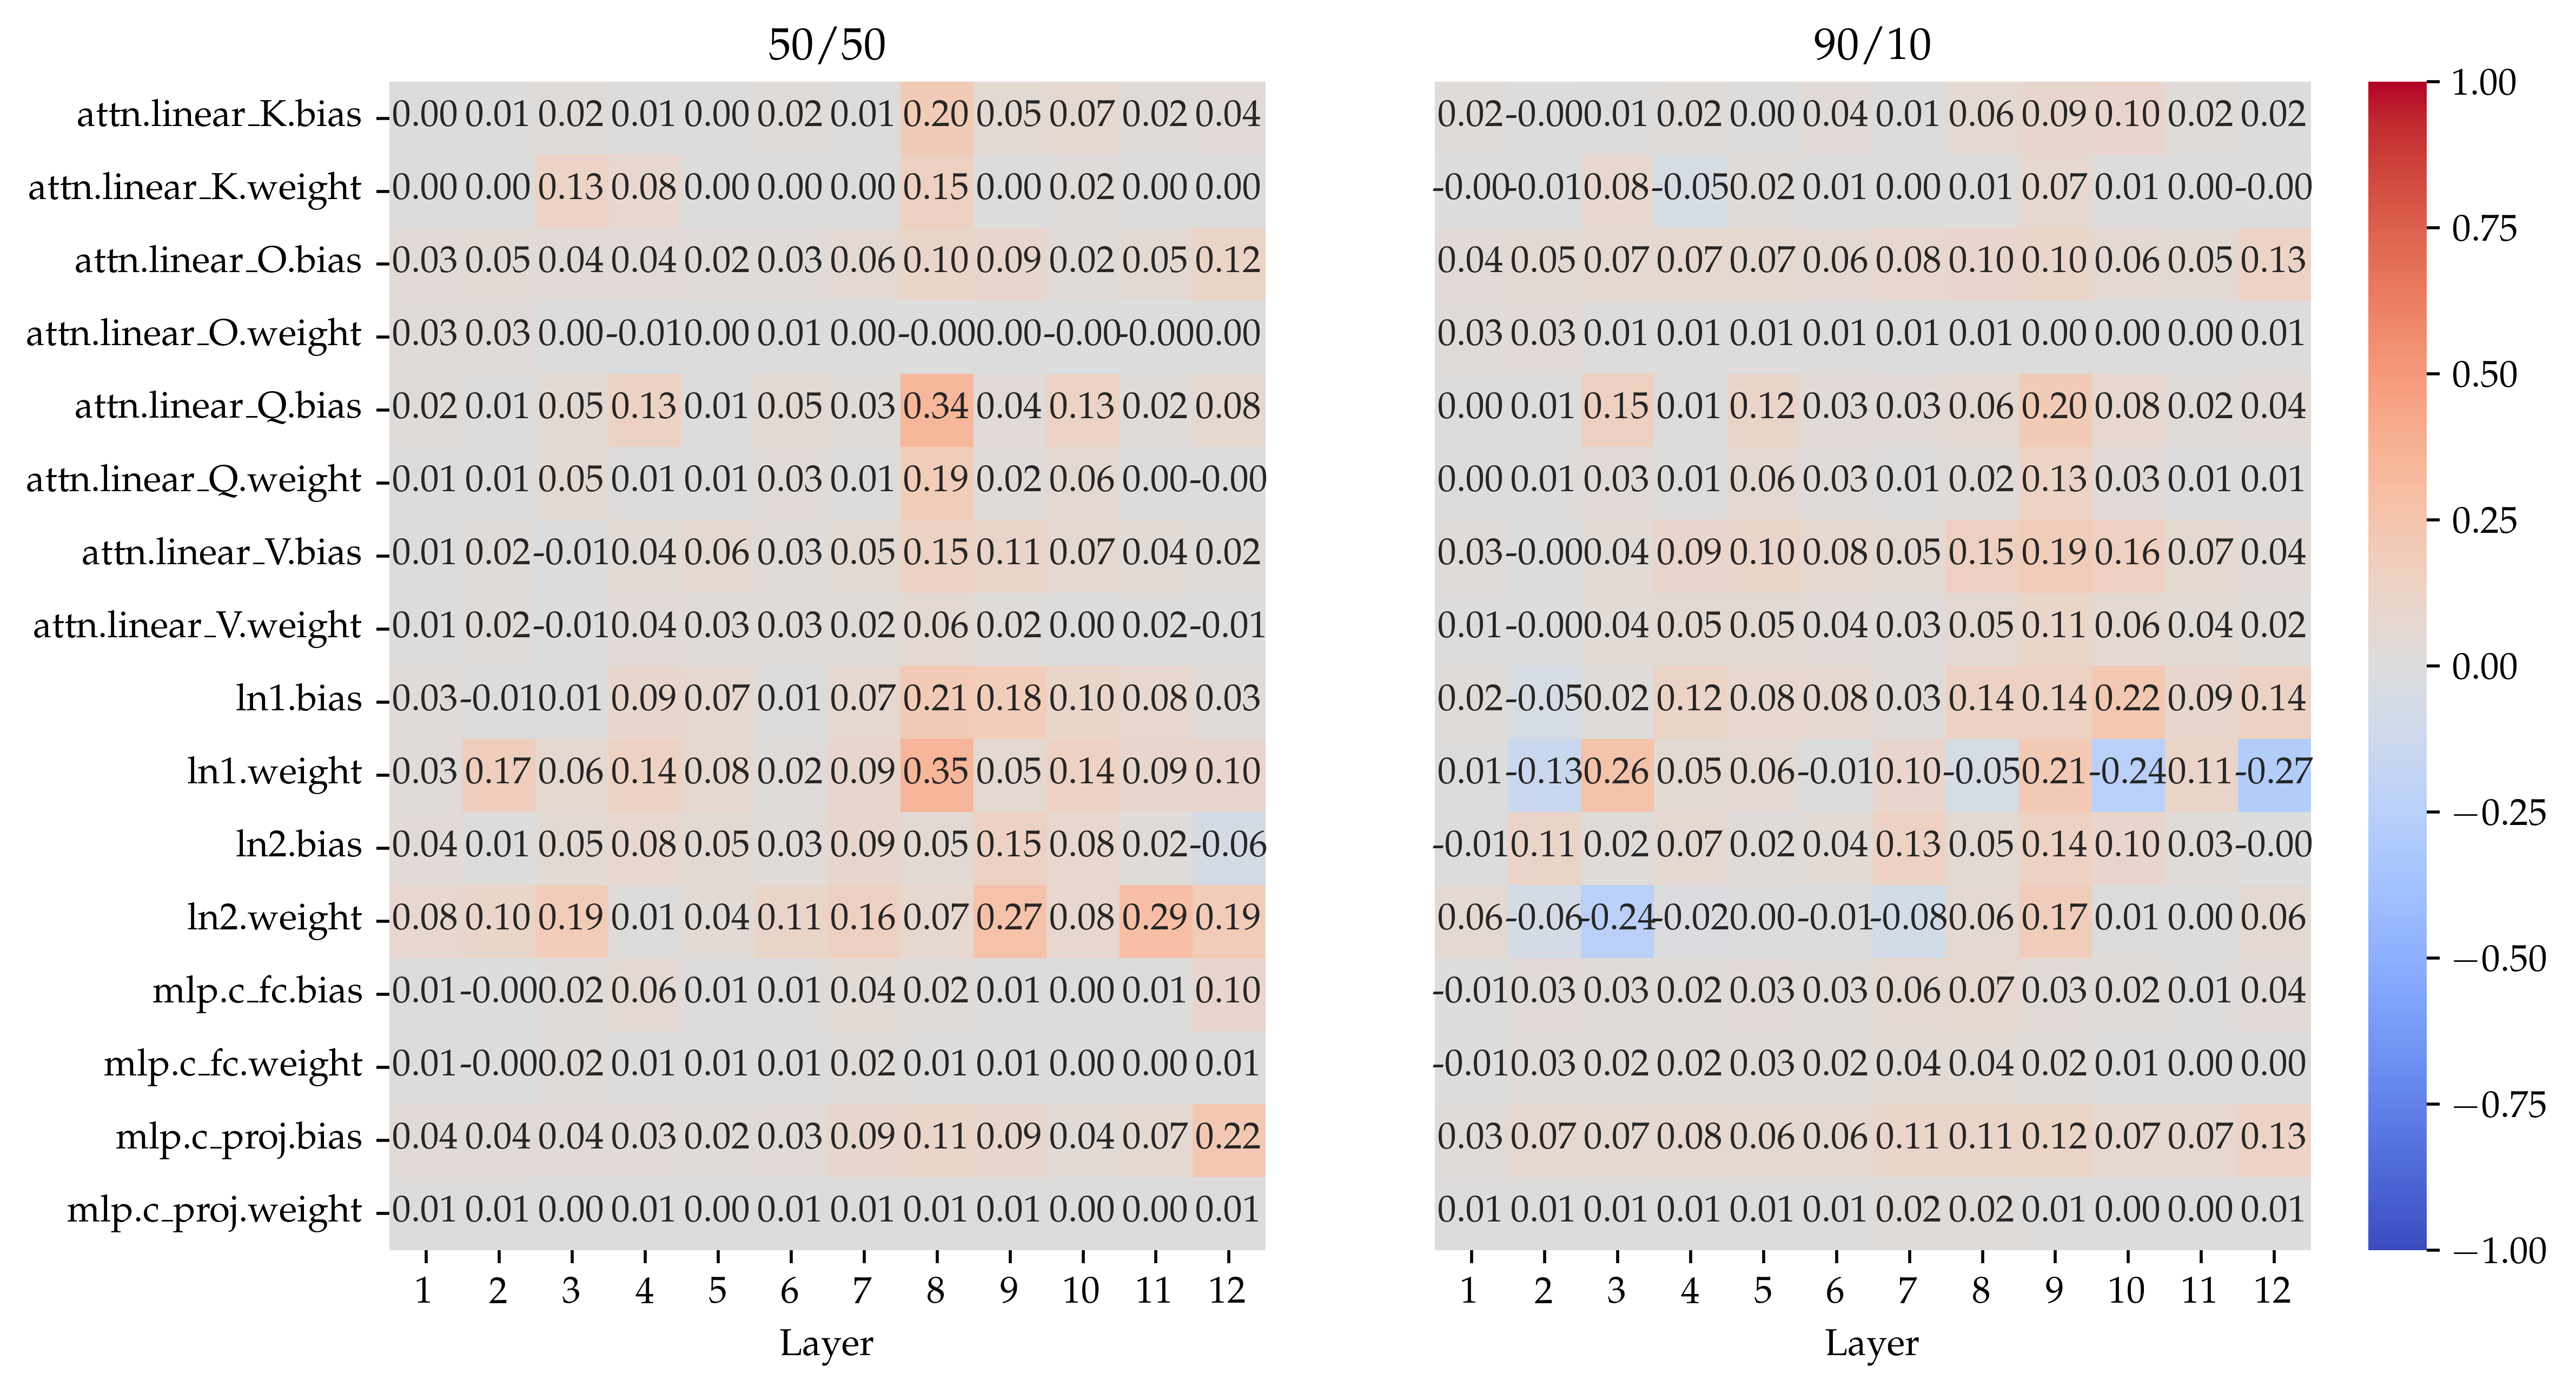 50/50 90/10
attn.linear_K.bias 0.00 0.01 0.02 0.01 0.00 0.02 0.01 0.20 0.05 0.07 0.02 0.04 0.02 -0.00 0.01 0.02 0.00 0.04 0.01 0.06 0.09 0.10 0.02 0.02 1.00
attn.linear_K.weight 0.00 0.00 0.13 0.08 0.00 0.00 0.00 0.15 0.00 0.02 0.00 0.00 -0.00 -0.01 0.08 -0.05 0.02 0.01 0.00 0.01 0.07 0.01 0.00 -0.00
attn.linear_O.bias 0.03 0.05 0.04 0.04 0.02 0.03 0.06 0.10 0.09 0.02 0.05 0.12 0.04 0.05 0.07 0.07 0.07 0.06 0.08 0.10 0.10 0.06 0.05 0.13 0.75
attn.linear_O.weight 0.03 0.03 0.00 -0.01 0.00 0.01 0.00 -0.00 0.00 -0.00 -0.00 0.00 0.03 0.03 0.01 0.01 0.01 0.01 0.01 0.01 0.00 0.00 0.00 0.01
attn.linear_Q.bias 0.02 0.01 0.05 0.13 0.01 0.05 0.03 0.34 0.04 0.13 0.02 0.08 0.00 0.01 0.15 0.01 0.12 0.03 0.03 0.06 0.20 0.08 0.02 0.04 0.50
attn.linear_Q.weight 0.01 0.01 0.05 0.01 0.01 0.03 0.01 0.19 0.02 0.06 0.00 -0.00 0.00 0.01 0.03 0.01 0.06 0.03 0.01 0.02 0.13 0.03 0.01 0.01
attn.linear_V.bias 0.01 0.02 -0.01 0.04 0.06 0.03 0.05 0.15 0.11 0.07 0.04 0.02 0.03 -0.00 0.04 0.09 0.10 0.08 0.05 0.15 0.19 0.16 0.07 0.04 0.25
attn.linear_V.weight 0.01 0.02 -0.01 0.04 0.03 0.03 0.02 0.06 0.02 0.00 0.02 -0.01 0.01 -0.00 0.04 0.05 0.05 0.04 0.03 0.05 0.11 0.06 0.04 0.02 0.00
ln1.bias 0.03 -0.01 0.01 0.09 0.07 0.01 0.07 0.21 0.18 0.10 0.08 0.03 0.02 -0.05 0.02 0.12 0.08 0.08 0.03 0.14 0.14 0.22 0.09 0.14
ln1.weight 0.03 0.17 0.06 0.14 0.08 0.02 0.09 0.35 0.05 0.14 0.09 0.10 0.01 -0.13 0.26 0.05 0.06 -0.01 0.10 -0.05 0.21 -0.24 0.11 -0.27 −0.25
ln2.bias 0.04 0.01 0.05 0.08 0.05 0.03 0.09 0.05 0.15 0.08 0.02 -0.06 -0.01 0.11 0.02 0.07 0.02 0.04 0.13 0.05 0.14 0.10 0.03 -0.00
ln2.weight 0.08 0.10 0.19 0.01 0.04 0.11 0.16 0.07 0.27 0.08 0.29 0.19 0.06 -0.06 -0.24 -0.02 0.00 -0.01 -0.08 0.06 0.17 0.01 0.00 0.06 −0.50
mlp.c_fc.bias 0.01 -0.00 0.02 0.06 0.01 0.01 0.04 0.02 0.01 0.00 0.01 0.10 -0.01 0.03 0.03 0.02 0.03 0.03 0.06 0.07 0.03 0.02 0.01 0.04
mlp.c_fc.weight 0.01 -0.00 0.02 0.01 0.01 0.01 0.02 0.01 0.01 0.00 0.00 0.01 -0.01 0.03 0.02 0.02 0.03 0.02 0.04 0.04 0.02 0.01 0.00 0.00 −0.75
mlp.c_proj.bias 0.04 0.04 0.04 0.03 0.02 0.03 0.09 0.11 0.09 0.04 0.07 0.22 0.03 0.07 0.07 0.08 0.06 0.06 0.11 0.11 0.12 0.07 0.07 0.13
mlp.c_proj.weight 0.01 0.01 0.00 0.01 0.00 0.01 0.01 0.01 0.01 0.00 0.00 0.01 0.01 0.01 0.01 0.01 0.01 0.01 0.02 0.02 0.01 0.00 0.00 0.01 −1.00
1 2 3 4 5 6 7 8 9 10 11 12 1 2 3 4 5 6 7 8 9 10 11 12
Layer Layer